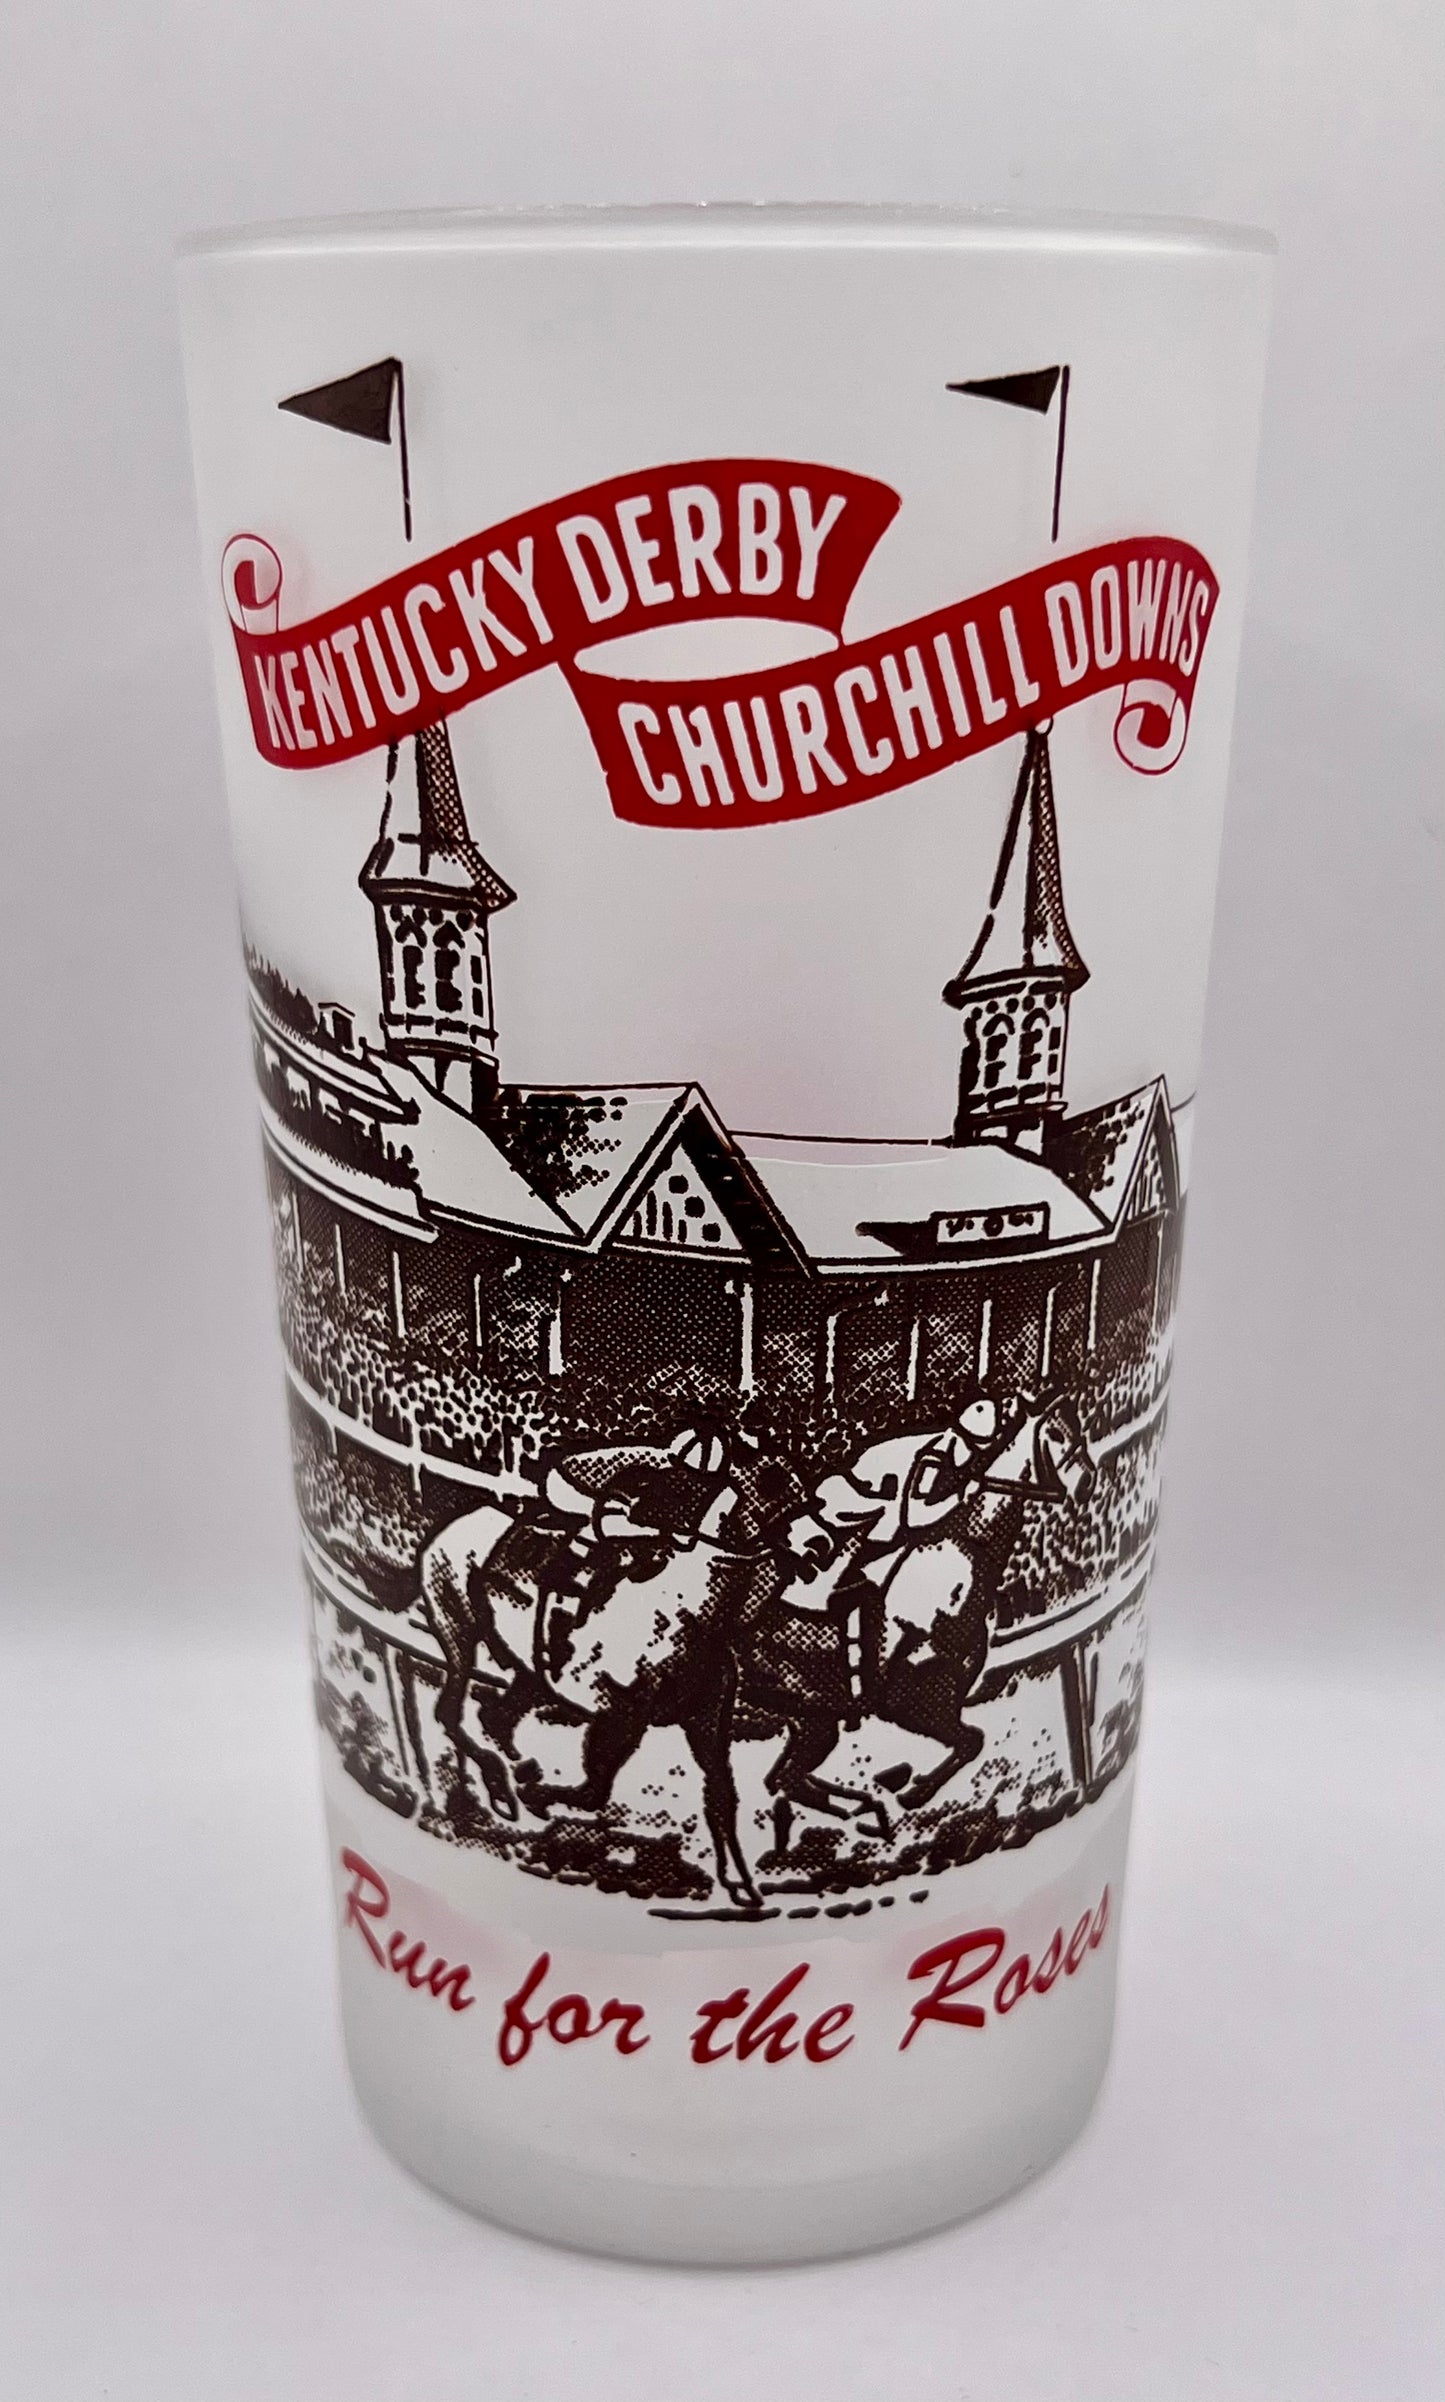 KENTUCKY DERBY
CHURCHILL DOWNS
Run for the Roses